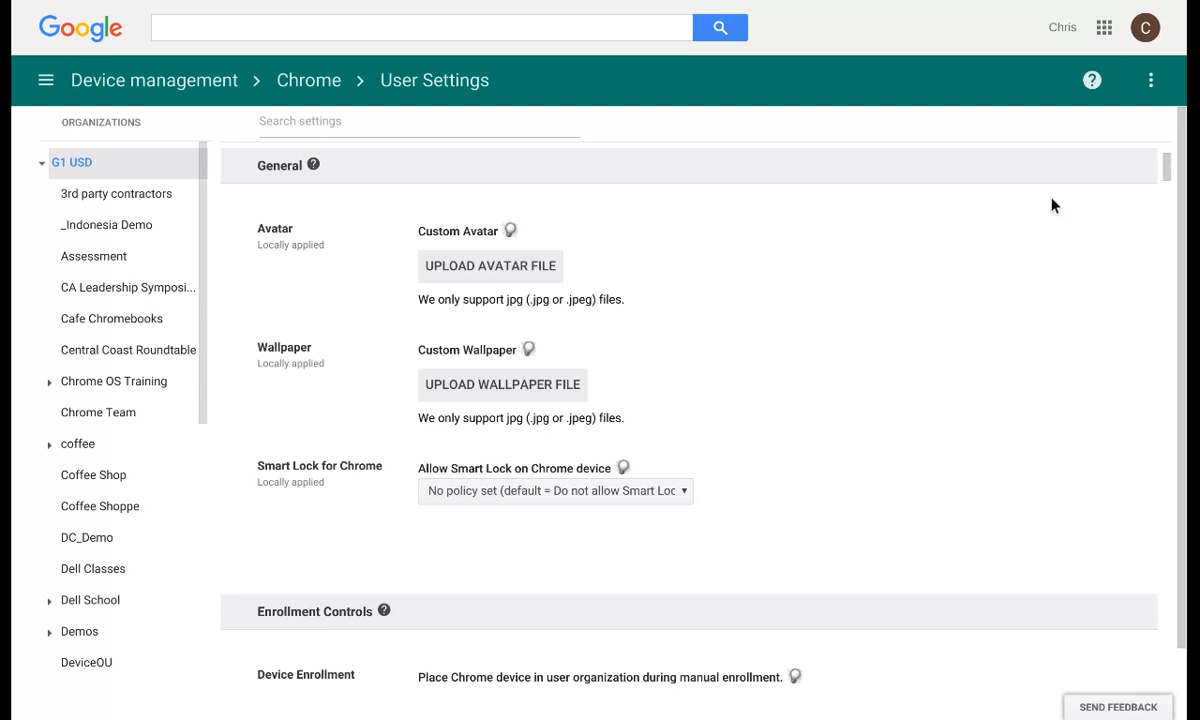 Google
Chris
C
Device management > Chrome > User Settings
?
ORGANIZATIONS
Search settings
G1 USD
3rd party contractors
_Indonesia Demo
Assessment
CA Leadership Symposi...
Cafe Chromebooks
Central Coast Roundtable
Chrome OS Training
Chrome Team
coffee
Coffee Shop
Coffee Shoppe
DC_Demo
Dell Classes
Dell School
Demos
DeviceOU
General ?
Avatar
Locally applied
Custom Avatar
UPLOAD AVATAR FILE
We only support jpg (.jpg or .jpeg) files.
Wallpaper
Locally applied
Custom Wallpaper
UPLOAD WALLPAPER FILE
We only support jpg (.jpg or .jpeg) files.
Smart Lock for Chrome
Locally applied
Allow Smart Lock on Chrome device
No policy set (default = Do not allow Smart Loc
Enrollment Controls ?
Device Enrollment
Place Chrome device in user organization during manual enrollment.
SEND FEEDBACK